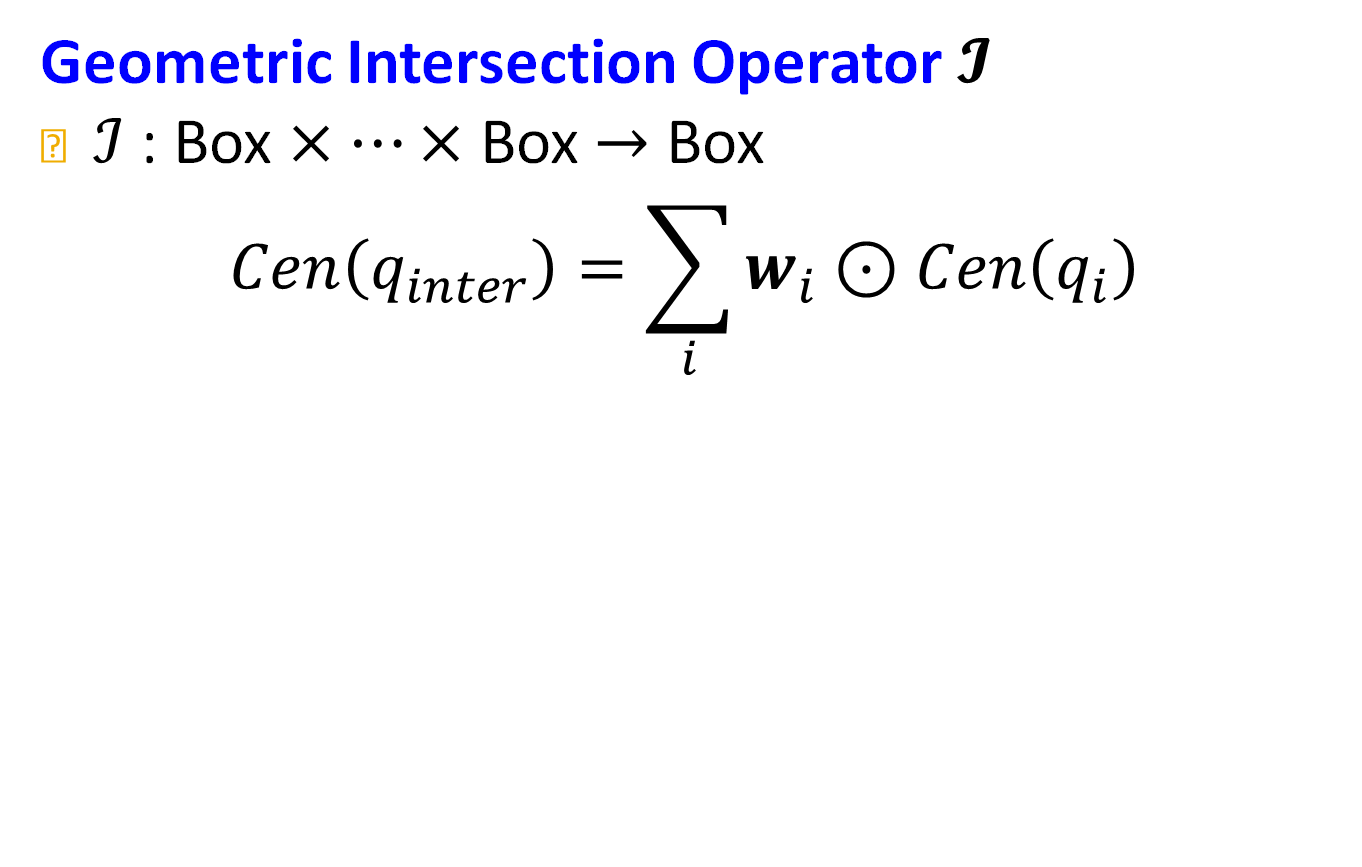 Geometric Intersection Operator 𝓘
⍰ ℐ : Box × ⋯ × Box → Box
Cen(q_inter) = ∑_i 𝒘_i ⊙ Cen(q_i)